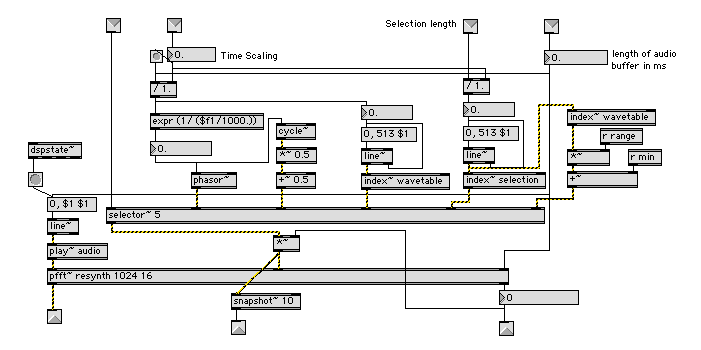 Selection length
0.
Time Scaling
0.
length of audio
buffer in ms
/ 1.
/ 1.
expr (1/ ($f1/1000.))
0.
0.
index~ wavetable
cycle~
0, 513 $1
0, 513 $1
r range
dspstate~
0.
*~ 0.5
line~
line~
*~
r min
phasor~
+~ 0.5
index~ wavetable
index~ selection
+~
0, $1 $1
selector~ 5
line~
play~ audio
*~
pfft~ resynth 1024 16
snapshot~ 10
0